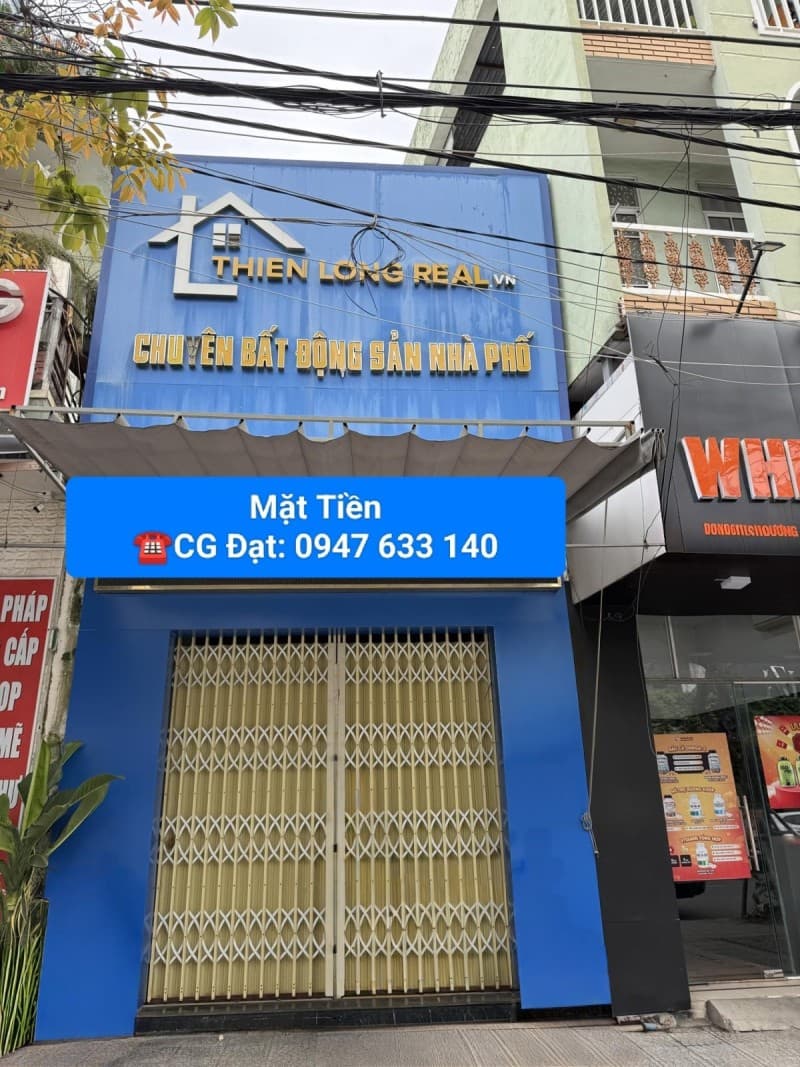 THIEN LONG REAL.VN
CHUYÊN BẤT ĐỘNG SẢN NHÀ PHỐ
Mặt Tiền
☎️CG Đạt: 0947 633 140
G
WH
PHÁP
CẤP
OP
MẼ